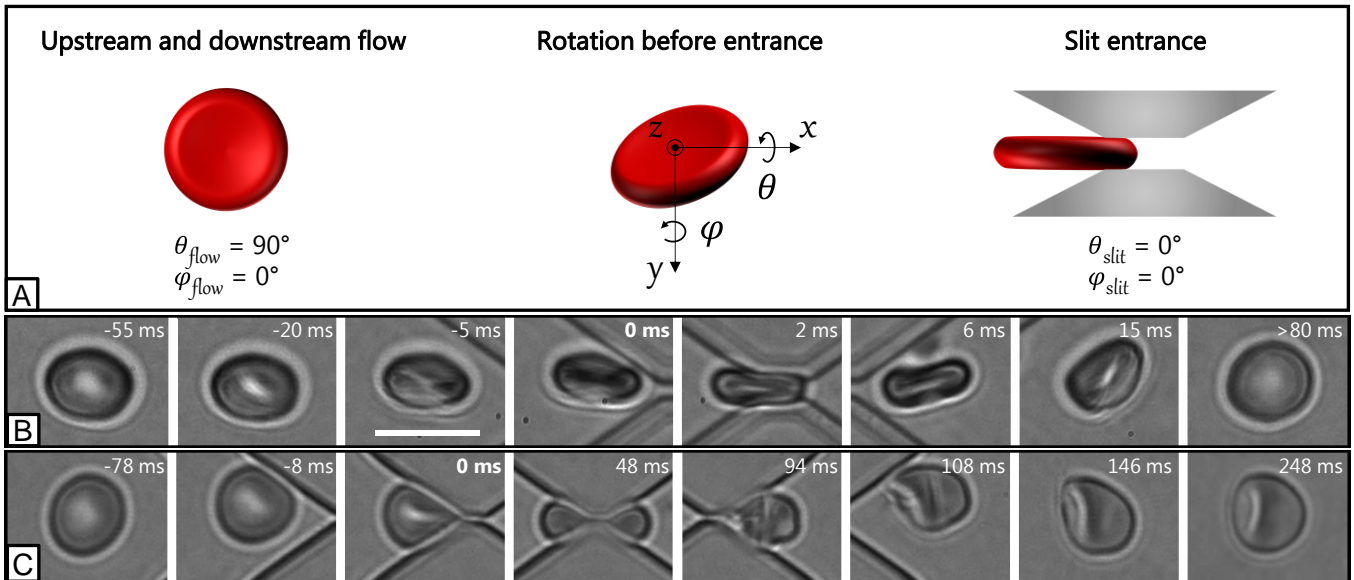 Upstream and downstream flow
Rotation before entrance
Slit entrance
z
x
θ
φ
y
θflow = 90°
φflow = 0°
θslit = 0°
φslit = 0°
A
-55 ms
-20 ms
-5 ms
0 ms
2 ms
6 ms
15 ms
>80 ms
B
-78 ms
-8 ms
0 ms
48 ms
94 ms
108 ms
146 ms
248 ms
C